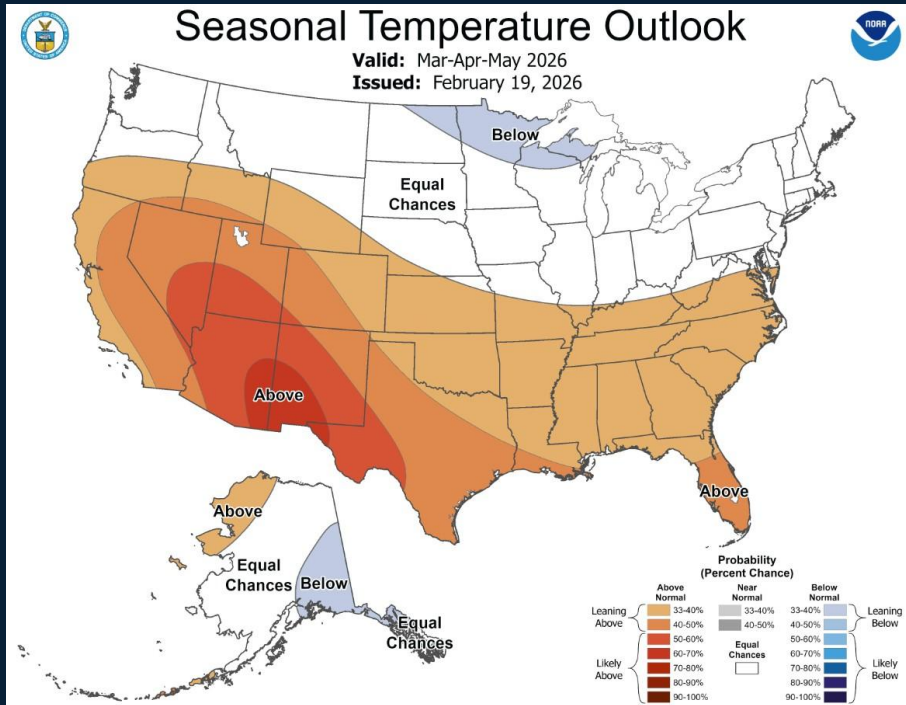 Seasonal Temperature Outlook
Valid: Mar-Apr-May 2026
Issued: February 19, 2026
NOAA
Below
Equal
Chances
Above
Above
Above
Equal
Chances
Below
Equal
Chances
Probability
(Percent Chance)
Above
Normal
Near
Normal
Below
Normal
Leaning
Above
33-40%
40-50%
50-60%
60-70%
70-80%
80-90%
90-100%
Likely
Above
33-40%
40-50%
Equal
Chances
33-40%
40-50%
50-60%
60-70%
70-80%
80-90%
90-100%
Leaning
Below
Likely
Below